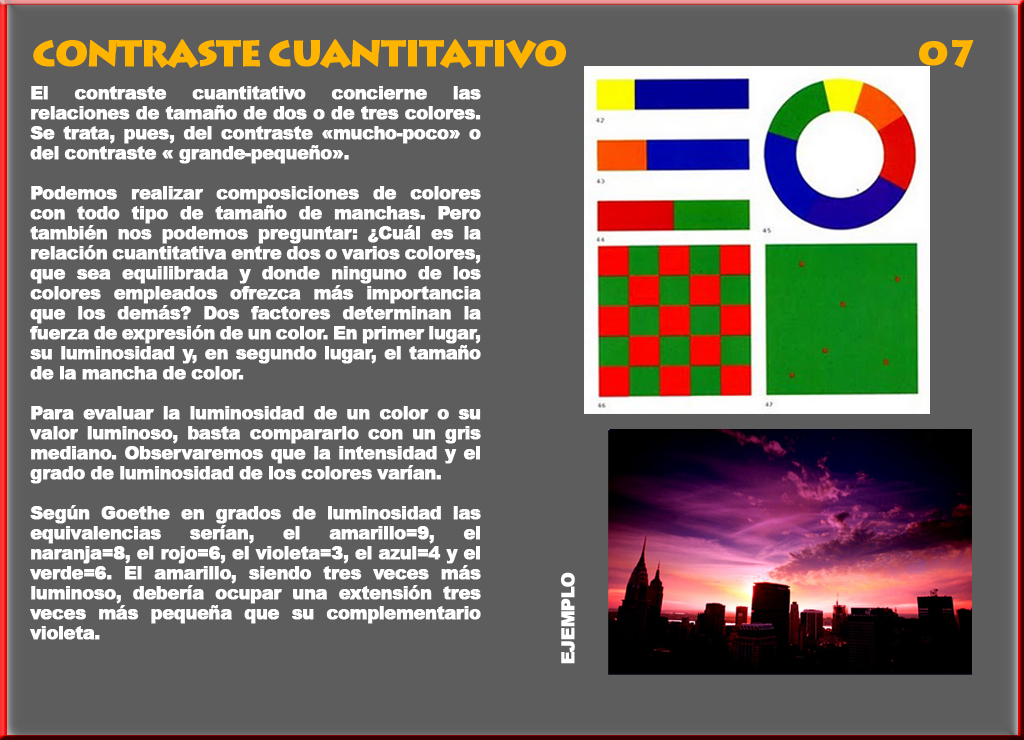 CONTRASTE CUANTITATIVO
07
El contraste cuantitativo concierne las
relaciones de tamaño de dos o de tres colores.
Se trata, pues, del contraste «mucho-poco» o
del contraste « grande-pequeño».
Podemos realizar composiciones de colores
con todo tipo de tamaño de manchas. Pero
también nos podemos preguntar: ¿Cuál es la
relación cuantitativa entre dos o varios colores,
que sea equilibrada y donde ninguno de los
colores empleados ofrezca más importancia
que los demás? Dos factores determinan la
fuerza de expresión de un color. En primer lugar,
su luminosidad y, en segundo lugar, el tamaño
de la mancha de color.
Para evaluar la luminosidad de un color o su
valor luminoso, basta compararlo con un gris
mediano. Observaremos que la intensidad y el
grado de luminosidad de los colores varían.
Según Goethe en grados de luminosidad las
equivalencias serían, el amarillo=9, el
naranja=8, el rojo=6, el violeta=3, el azul=4 y el
verde=6. El amarillo, siendo tres veces más
luminoso, debería ocupar una extensión tres
veces más pequeña que su complementario
violeta.
42
43
44
45
46
47
EJEMPLO